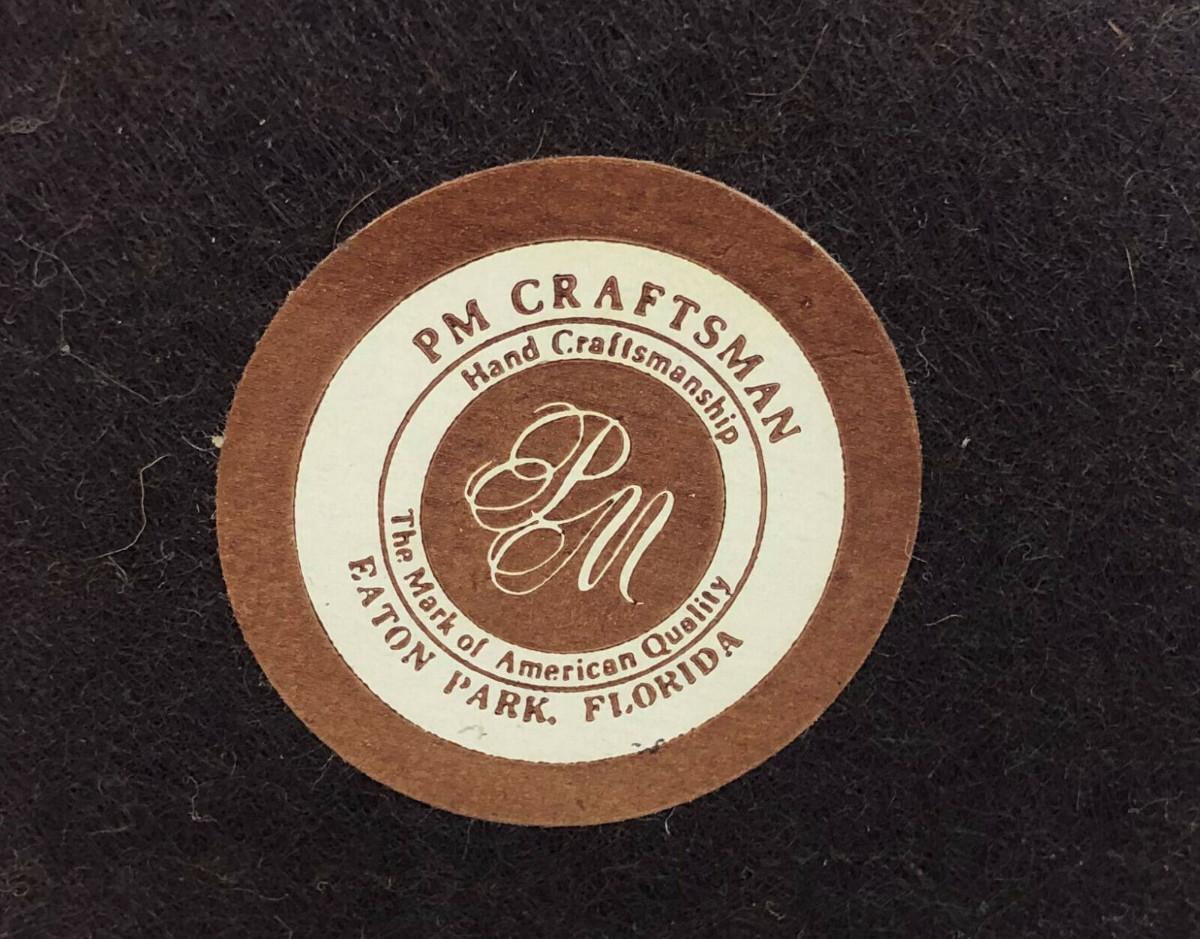 PM CRAFTSMAN
Hand Craftsmanship
PM
The Mark of American Quality
EATON PARK, FLORIDA